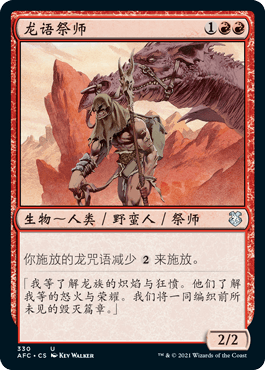 龙语祭师 1
生物～人类 / 野蛮人 / 祭师
你施放的龙咒语减少 2 来施放。
「我等了解龙族的炽焰与狂愤。他们了解
我等的怒火与荣耀。我们将一同编织前所
未见的毁灭篇章。」
2/2
330 U
AFC • CS KEV WALKER
™ & © 2021 Wizards of the Coast